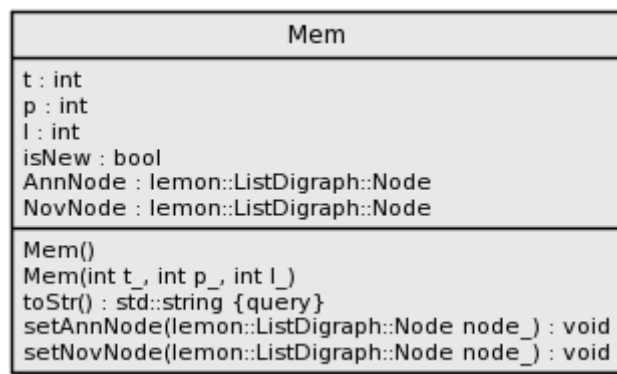 Mem
t : int
p : int
l : int
isNew : bool
AnnNode : lemon::ListDigraph::Node
NovNode : lemon::ListDigraph::Node
Mem()
Mem(int t_, int p_, int l_)
toStr() : std::string {query}
setAnnNode(lemon::ListDigraph::Node node_) : void
setNovNode(lemon::ListDigraph::Node node_) : void